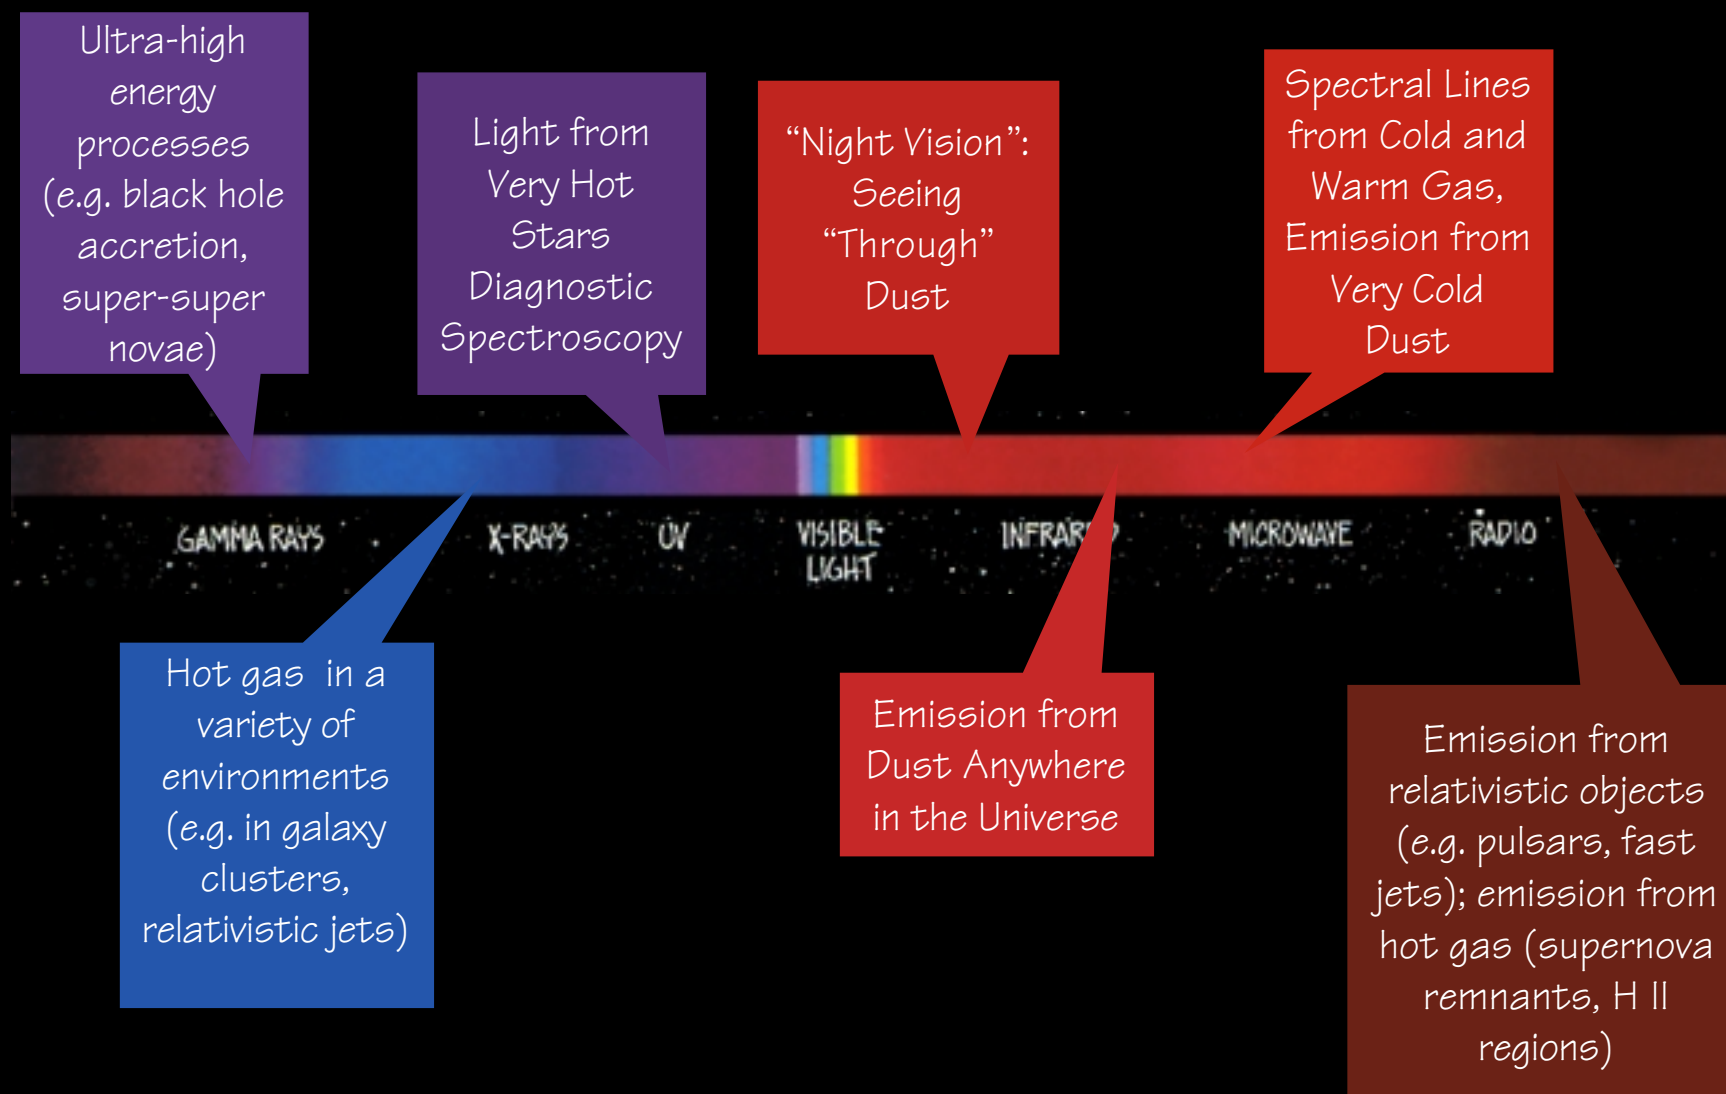 Ultra-high
energy
processes
(e.g. black hole
accretion,
super-super
novae)
Light from
Very Hot
Stars
Diagnostic
Spectroscopy
“Night Vision”:
Seeing
“Through”
Dust
Spectral Lines
from Cold and
Warm Gas,
Emission from
Very Cold
Dust
GAMMA RAYS
X-RAYS
UV
VISIBLE
LIGHT
INFRARED
MICROWAVE
RADIO
Hot gas in a
variety of
environments
(e.g. in galaxy
clusters,
relativistic jets)
Emission from
Dust Anywhere
in the Universe
Emission from
relativistic objects
(e.g. pulsars, fast
jets); emission from
hot gas (supernova
remnants, H II
regions)